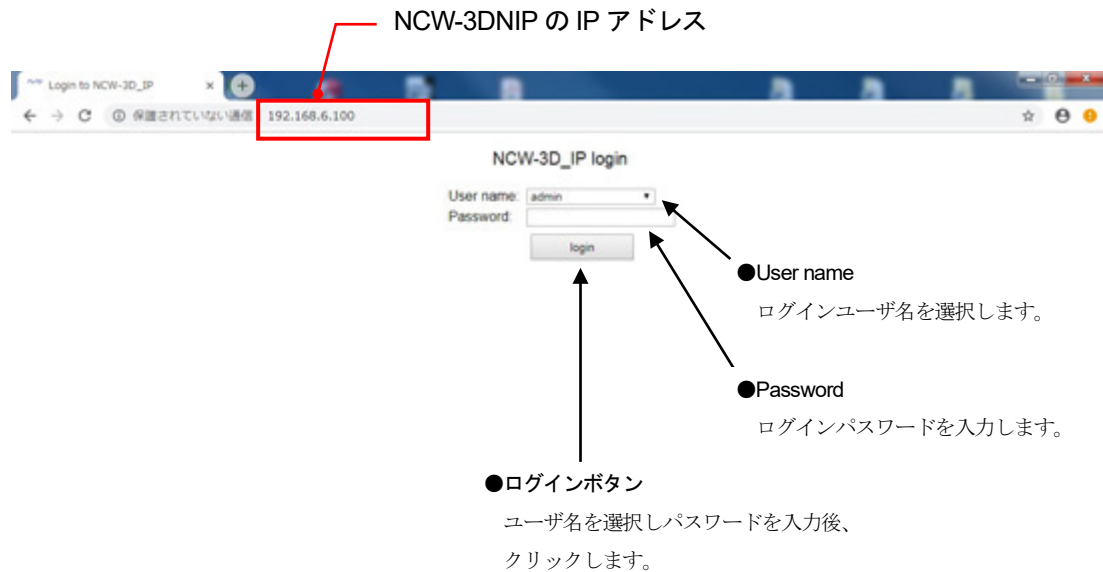 NCW-3DNIP の IP アドレス
Login to NCW-3D_IP
保護されていない通信 192.168.6.100
NCW-3D_IP login
User name: admin
Password:
login
●User name
ログインユーザ名を選択します。
●Password
ログインパスワードを入力します。
●ログインボタン
ユーザ名を選択しパスワードを入力後、
クリックします。